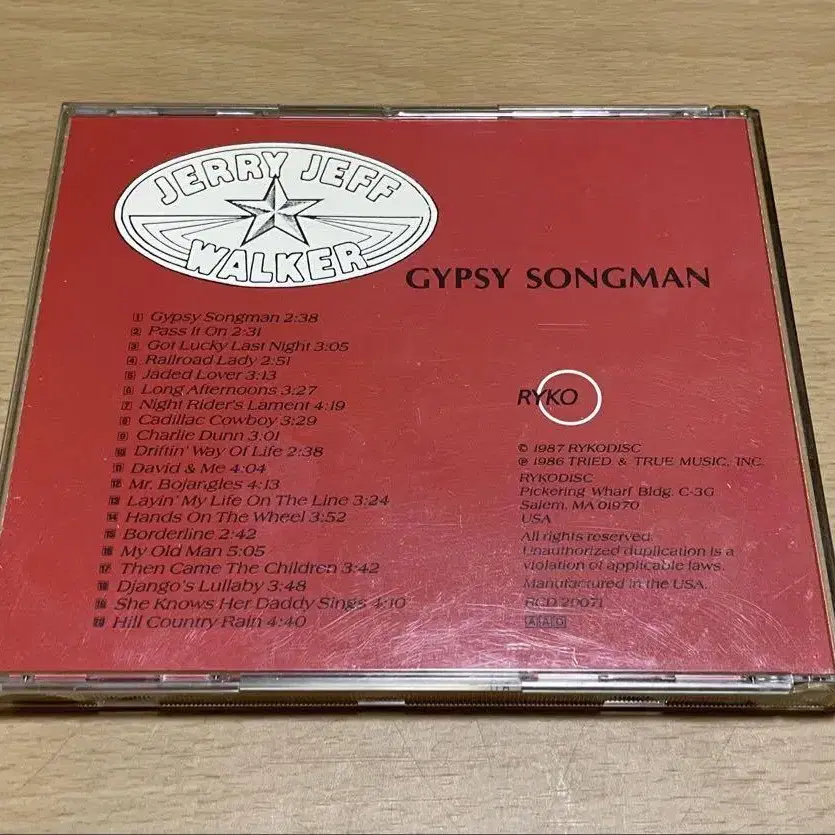 JERRY JEFF
WALKER
GYPSY SONGMAN
1 Gypsy Songman 2:38
2 Pass It On 2:31
3 Got Lucky Last Night 3:05
4 Railroad Lady 2:51
5 Jaded Lover 3:13
6 Long Afternoons 3:27
7 Night Rider's Lament 4:19
8 Cadillac Cowboy 3:29
9 Charlie Dunn 3:01
10 Driftin' Way Of Life 2:38
11 David & Me 4:04
12 Mr. Bojangles 4:13
13 Layin' My Life On The Line 3:24
14 Hands On The Wheel 3:52
15 Borderline 2:42
16 My Old Man 5:05
17 Then Came The Children 3:42
18 Django's Lullaby 3:48
19 She Knows Her Daddy Sings 4:10
20 Hill Country Rain 4:40
RYKO
© 1987 RYKODISC
℗ 1986 TRIED & TRUE MUSIC, INC.
RYKODISC
Pickering Wharf Bldg. C-3G
Salem, MA 01970
USA
All rights reserved.
Unauthorized duplication is a
violation of applicable laws.
Manufactured in the USA.
RCD 20071
AAD